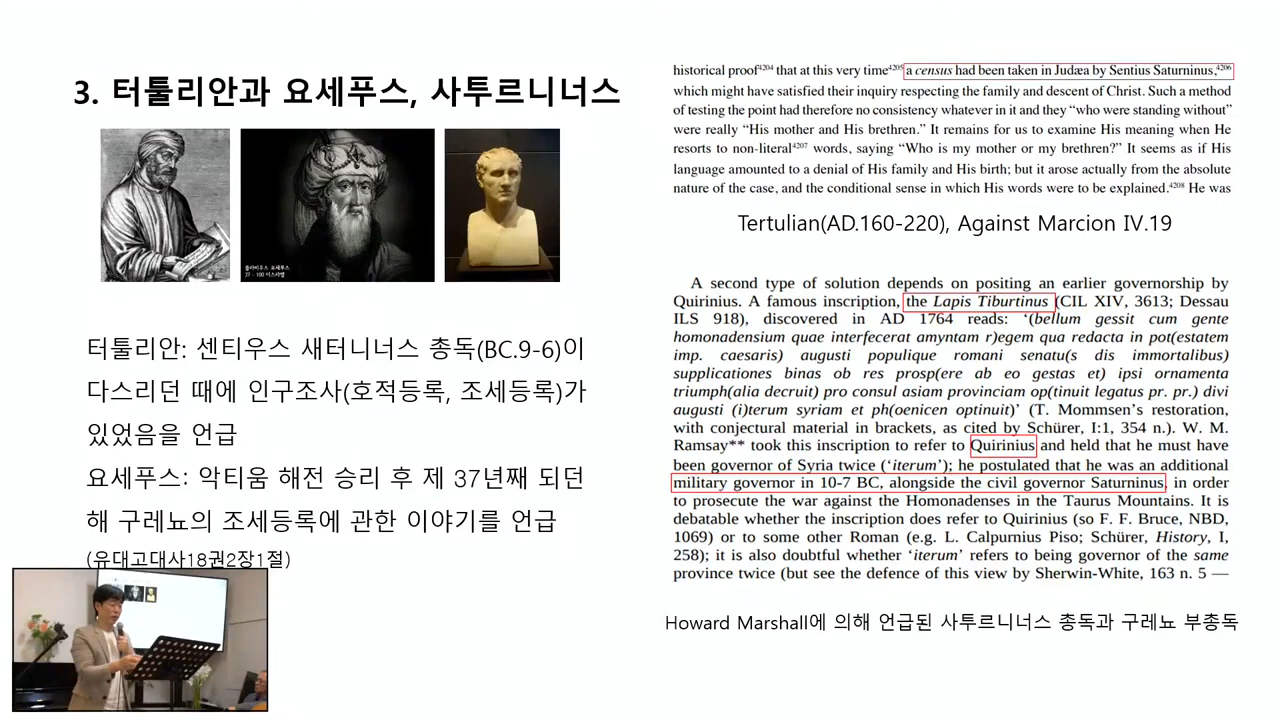 3. 터툴리안과 요세푸스, 사투르니너스
플라비우스 요세푸스
37 - 100 이스라엘
터툴리안: 센티우스 새터니너스 총독(BC.9-6)이
다스리던 때에 인구조사(호적등록, 조세등록)가
있었음을 언급
요세푸스: 악티움 해전 승리 후 제 37년째 되던
해 구레뇨의 조세등록에 관한 이야기를 언급
(유대고대사18권2장1절)
historical proof4204 that at this very time4205 a census had been taken in Judæa by Sentius Saturninus,4206
which might have satisfied their inquiry respecting the family and descent of Christ. Such a method
of testing the point had therefore no consistency whatever in it and they “who were standing without”
were really “His mother and His brethren.” It remains for us to examine His meaning when He
resorts to non-literal4207 words, saying “Who is my mother or my brethren?” It seems as if His
language amounted to a denial of His family and His birth; but it arose actually from the absolute
nature of the case, and the conditional sense in which His words were to be explained.4208 He was
Tertulian(AD.160-220), Against Marcion IV.19
A second type of solution depends on positing an earlier governorship by
Quirinius. A famous inscription, the Lapis Tiburtinus (CIL XIV, 3613; Dessau
ILS 918), discovered in AD 1764 reads: ‘(bellum gessit cum gente
homonadensium quae interfecerat amyntam r)egem qua redacta in pot(estatem
imp. caesaris) augusti populique romani senatu(s dis immortalibus)
supplicationes binas ob res prosp(ere ab eo gestas et) ipsi ornamenta
triumph(alia decruit) pro consul asiam provinciam op(tinuit legatus pr. pr.) divi
augusti (i)terum syriam et ph(oenicen optinuit)’ (T. Mommsen’s restoration,
with conjectural material in brackets, as cited by Schürer, I:1, 354 n.). W. M.
Ramsay** took this inscription to refer to Quirinius and held that he must have
been governor of Syria twice (‘iterum’); he postulated that he was an additional
military governor in 10-7 BC, alongside the civil governor Saturninus, in order
to prosecute the war against the Homonadenses in the Taurus Mountains. It is
debatable whether the inscription does refer to Quirinius (so F. F. Bruce, NBD,
1069) or to some other Roman (e.g. L. Calpurnius Piso; Schürer, History, I,
258); it is also doubtful whether ‘iterum’ refers to being governor of the same
province twice (but see the defence of this view by Sherwin-White, 163 n. 5 —
Howard Marshall에 의해 언급된 사투르니너스 총독과 구레뇨 부총독